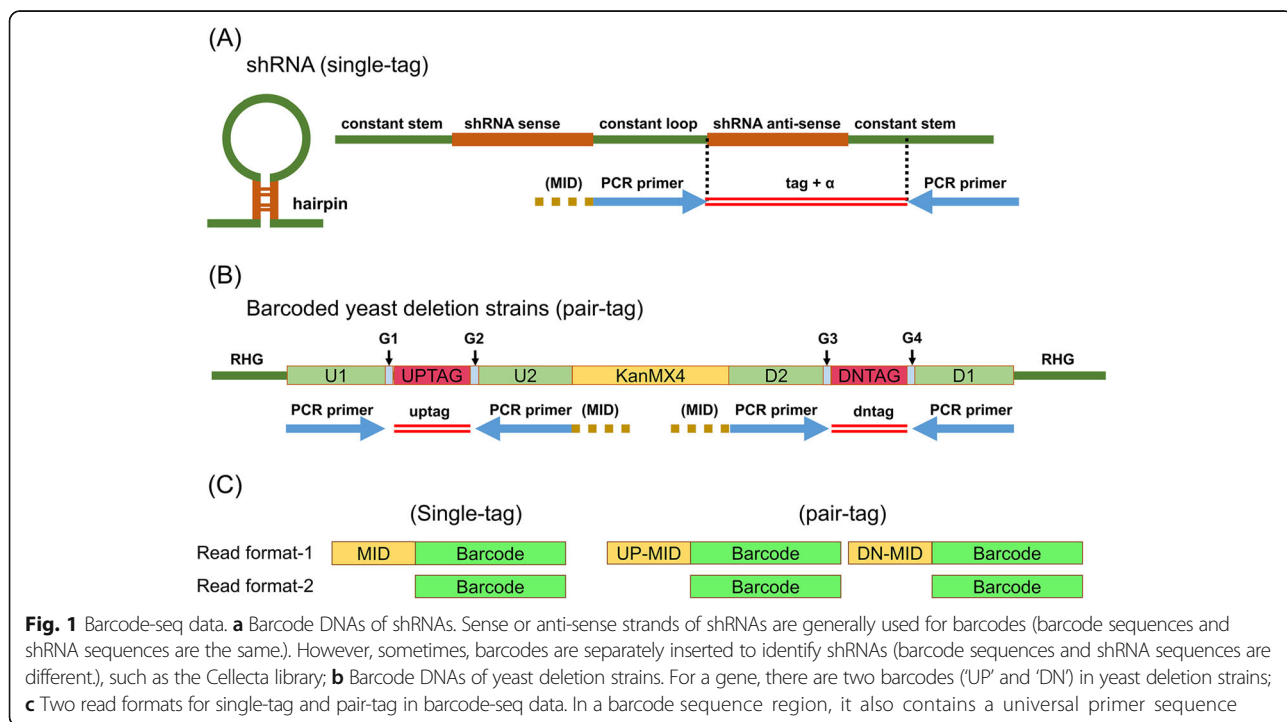 (A)
shRNA (single-tag)
constant stem shRNA sense constant loop shRNA anti-sense constant stem
(MID) PCR primer tag + α PCR primer
hairpin
(B)
Barcoded yeast deletion strains (pair-tag)
G1 G2 G3 G4
RHG RHG
U1 UPTAG U2 KanMX4 D2 DNTAG D1
PCR primer uptag PCR primer (MID) (MID) PCR primer dntag PCR primer
(C)
(Single-tag) (pair-tag)
Read format-1 MID Barcode UP-MID Barcode DN-MID Barcode
Read format-2 Barcode Barcode Barcode
Fig. 1 Barcode-seq data. a Barcode DNAs of shRNAs. Sense or anti-sense strands of shRNAs are generally used for barcodes (barcode sequences and
shRNA sequences are the same.). However, sometimes, barcodes are separately inserted to identify shRNAs (barcode sequences and shRNA sequences are
different.), such as the Cellecta library; b Barcode DNAs of yeast deletion strains. For a gene, there are two barcodes (‘UP’ and ‘DN’) in yeast deletion strains;
c Two read formats for single-tag and pair-tag in barcode-seq data. In a barcode sequence region, it also contains a universal primer sequence